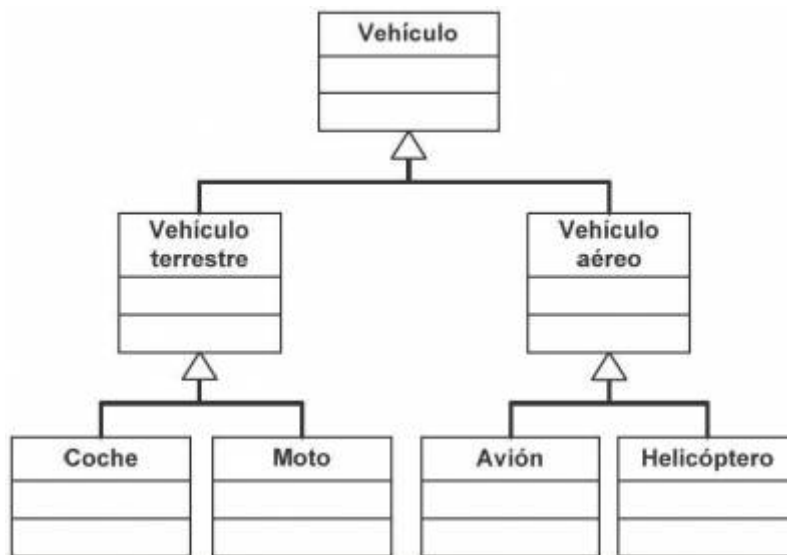 Vehículo
Vehículo
terrestre
Vehículo
aéreo
Coche
Moto
Avión
Helicóptero